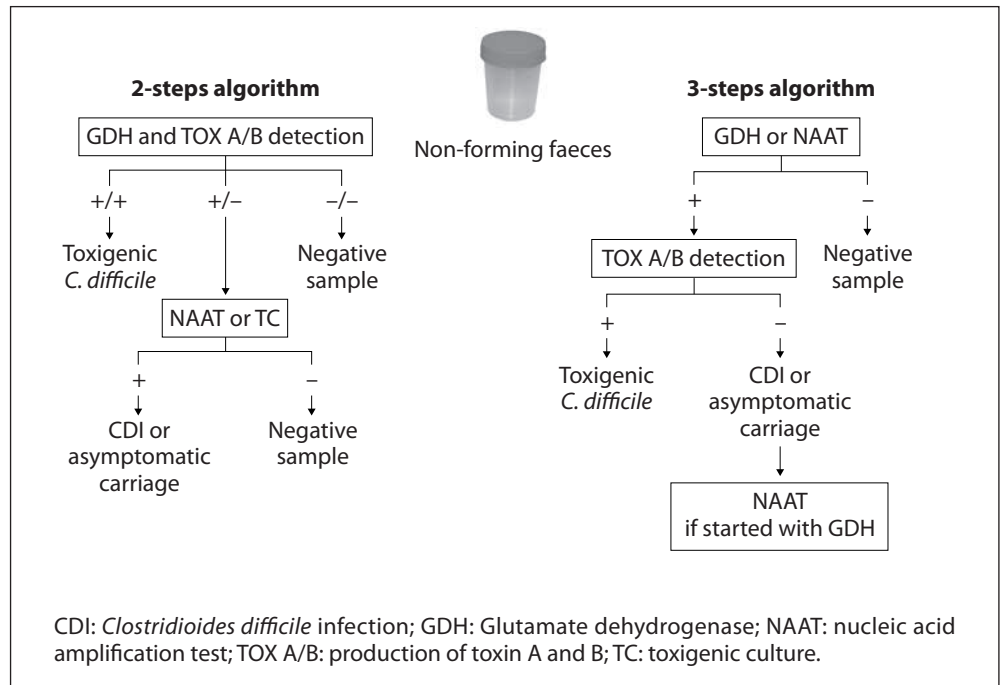 2-steps algorithm
GDH and TOX A/B detection
+/+
+/–
–/–
Toxigenic
C. difficile
Negative
sample
NAAT or TC
+
–
CDI or
asymptomatic
carriage
Negative
sample
Non-forming faeces
3-steps algorithm
GDH or NAAT
+
–
TOX A/B detection
Negative
sample
+
–
Toxigenic
C. difficile
CDI or
asymptomatic
carriage
NAAT
if started with GDH
CDI: Clostridioides difficile infection; GDH: Glutamate dehydrogenase; NAAT: nucleic acid
amplification test; TOX A/B: production of toxin A and B; TC: toxigenic culture.